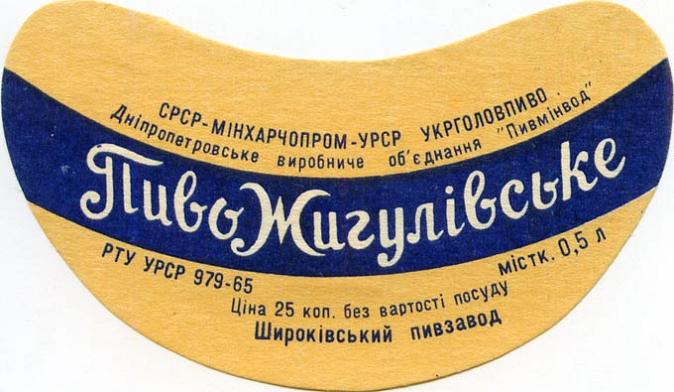 СРСР-МІНХАРЧОПРОМ-УРСР УКРГОЛОВПИВО
Дніпропетровське виробниче об'єднання "Пивмінвод"
Пиво Жигулівське
РТУ УРСР 979-65
містк. 0,5 л
Ціна 25 коп. без вартості посуду
Широківський пивзавод